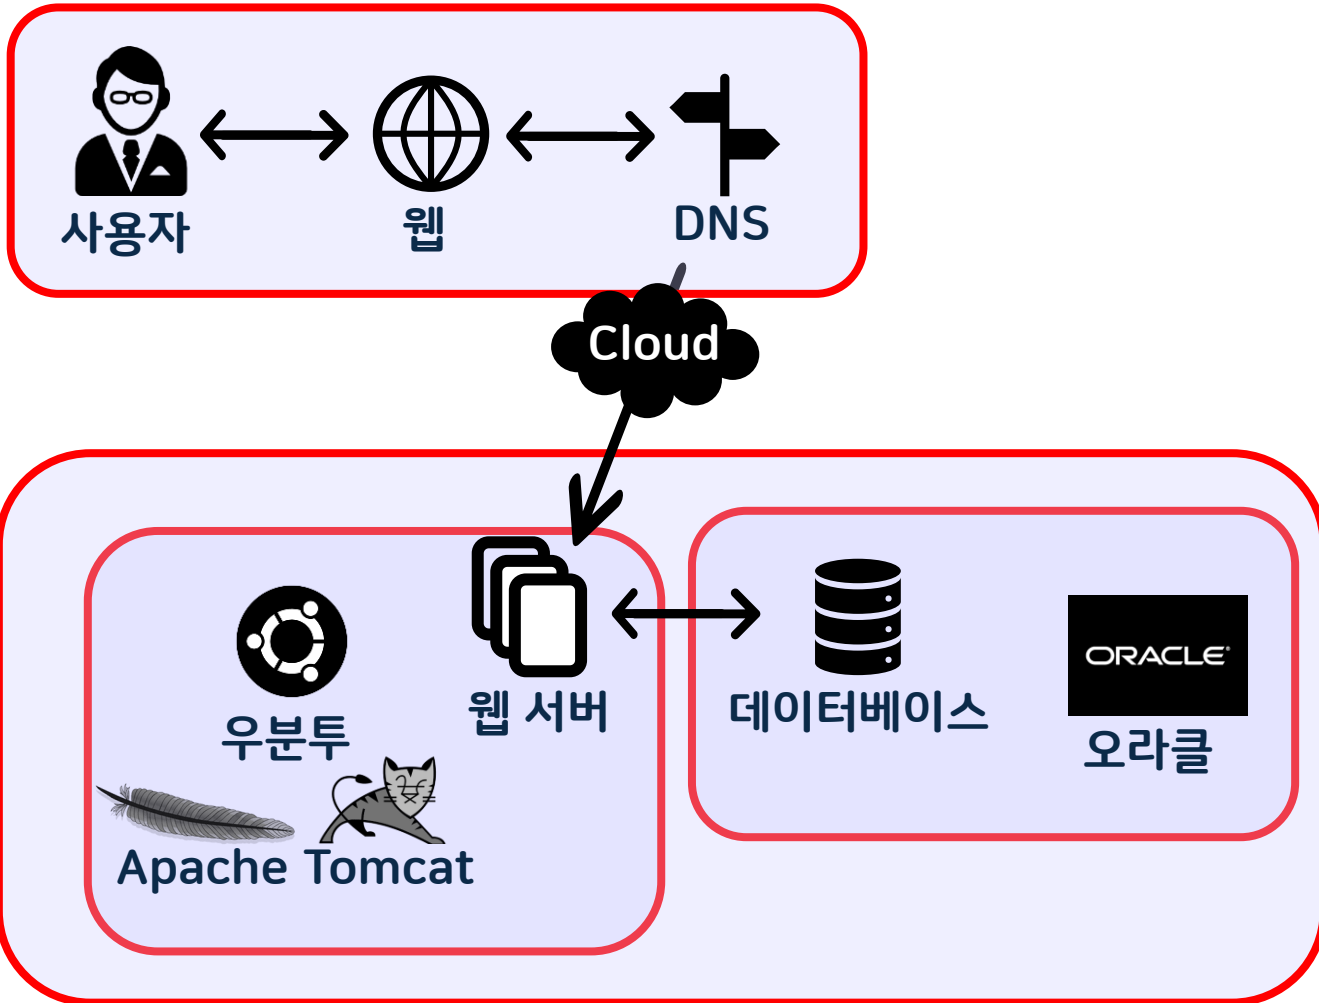 사용자
웹
DNS
Cloud
우분투
웹 서버
Apache Tomcat
데이터베이스
ORACLE
오라클